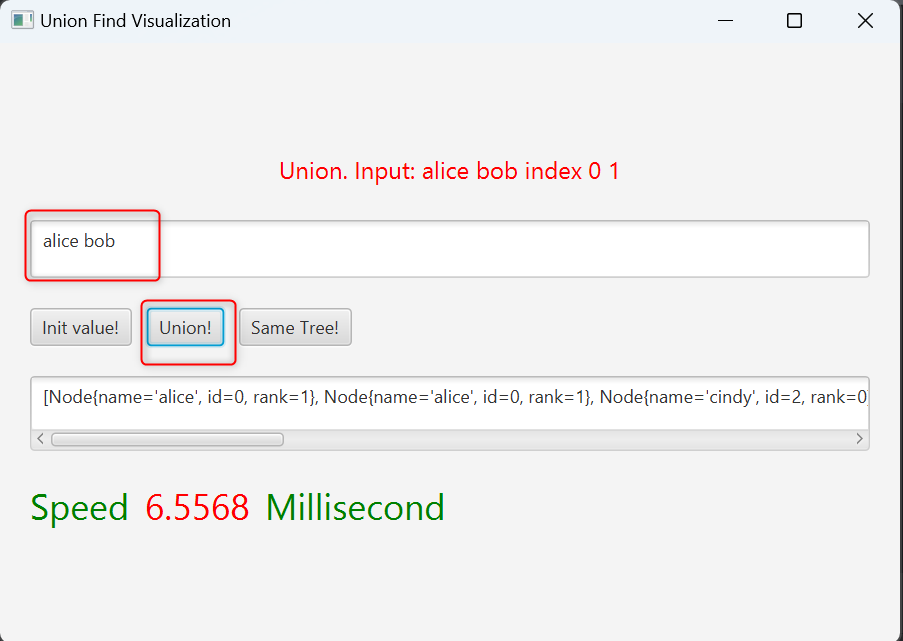 Union Find Visualization
Union. Input: alice bob index 0 1
alice bob
Init value! Union! Same Tree!
[Node{name='alice', id=0, rank=1}, Node{name='alice', id=0, rank=1}, Node{name='cindy', id=2, rank=0
Speed 6.5568 Millisecond